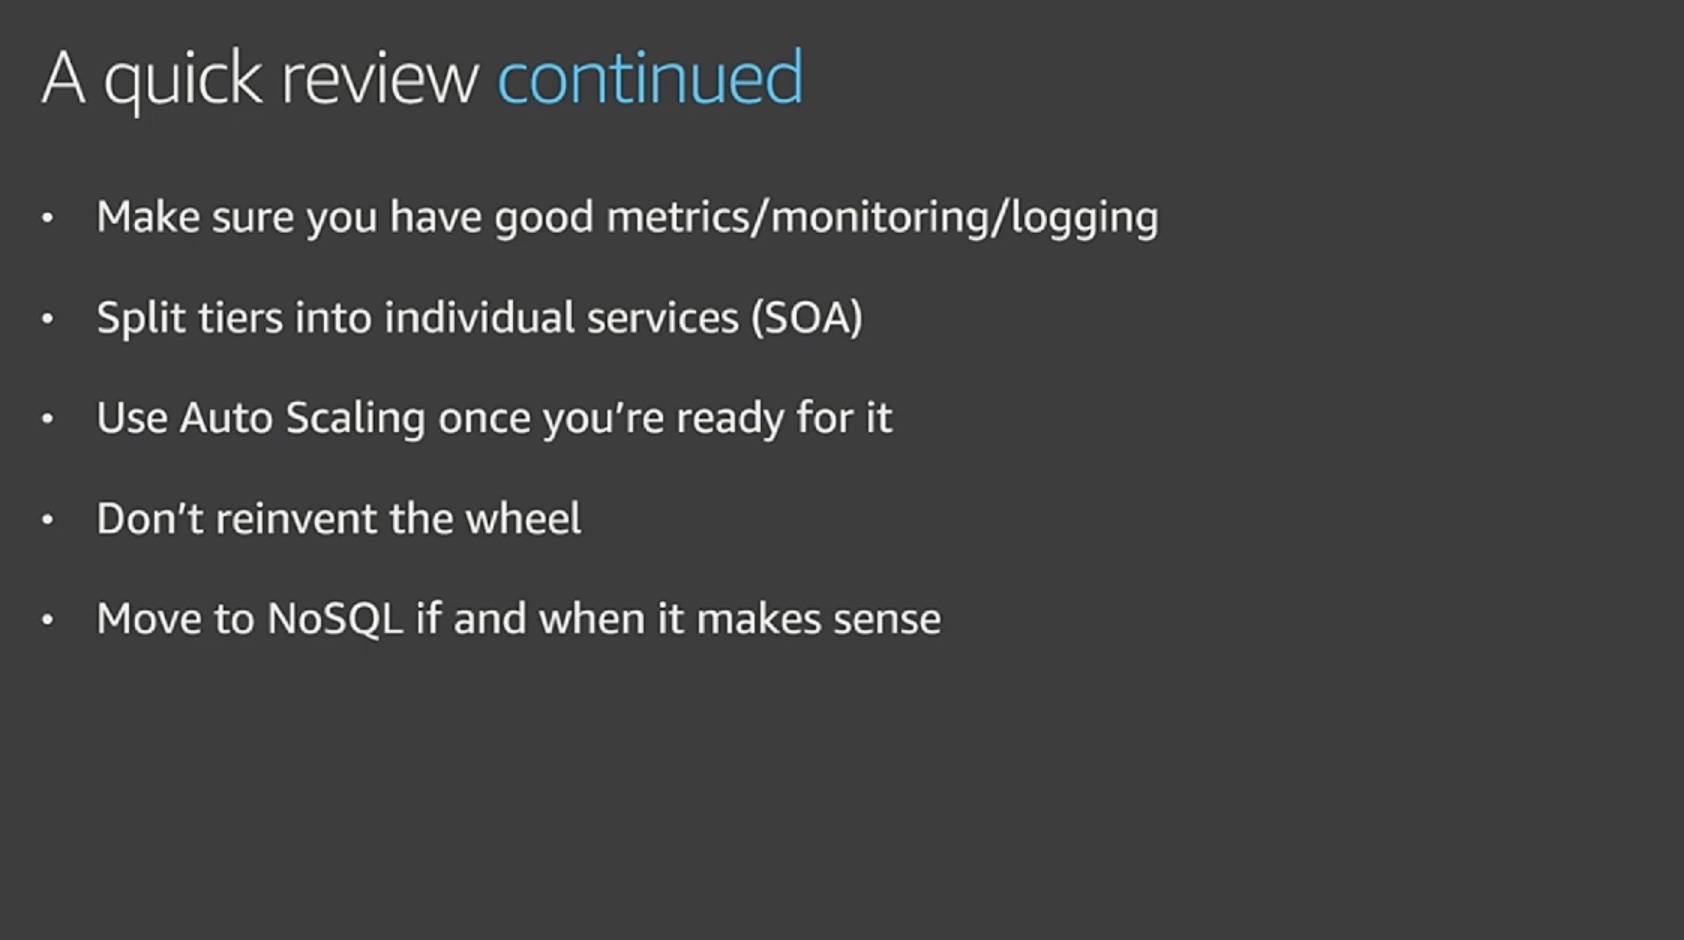 A quick review continued
• Make sure you have good metrics/monitoring/logging
• Split tiers into individual services (SOA)
• Use Auto Scaling once you’re ready for it
• Don’t reinvent the wheel
• Move to NoSQL if and when it makes sense